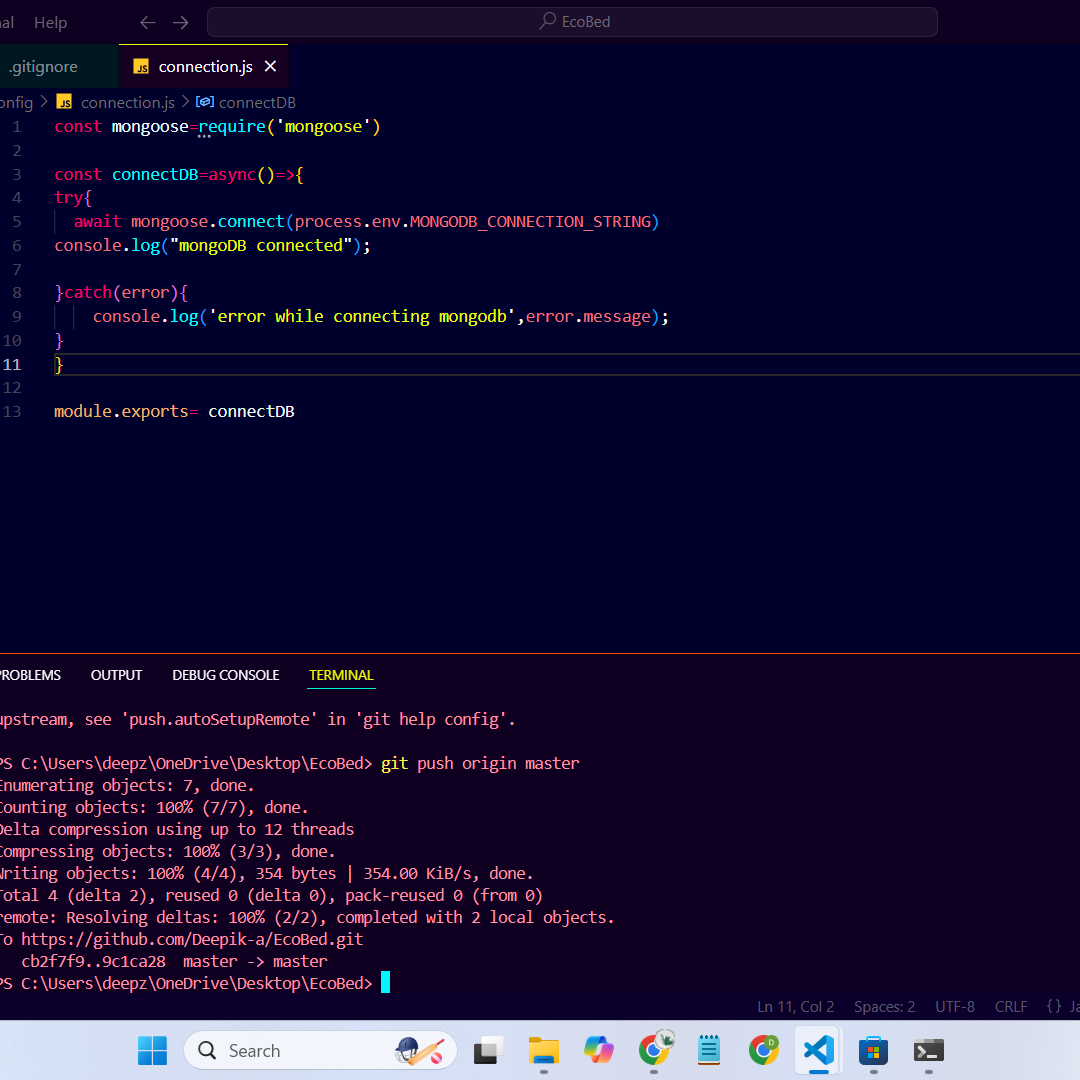 al Help EcoBed
.gitignore JS connection.js
onfig JS connection.js connectDB
1 const mongoose=require('mongoose')
2
3 const connectDB=async()=>{
4 try{
5 await mongoose.connect(process.env.MONGODB_CONNECTION_STRING)
6 console.log("mongoDB connected");
7
8 }catch(error){
9 console.log('error while connecting mongodb',error.message);
10 }
11 }
12
13 module.exports= connectDB
PROBLEMS OUTPUT DEBUG CONSOLE TERMINAL
upstream, see 'push.autoSetupRemote' in 'git help config'.
PS C:\Users\deepz\OneDrive\Desktop\EcoBed> git push origin master
Enumerating objects: 7, done.
Counting objects: 100% (7/7), done.
Delta compression using up to 12 threads
Compressing objects: 100% (3/3), done.
Writing objects: 100% (4/4), 354 bytes | 354.00 KiB/s, done.
Total 4 (delta 2), reused 0 (delta 0), pack-reused 0 (from 0)
remote: Resolving deltas: 100% (2/2), completed with 2 local objects.
To https://github.com/Deepik-a/EcoBed.git
cb2f7f9..9c1ca28 master -> master
PS C:\Users\deepz\OneDrive\Desktop\EcoBed>
Ln 11, Col 2 Spaces: 2 UTF-8 CRLF {} Ja
Search